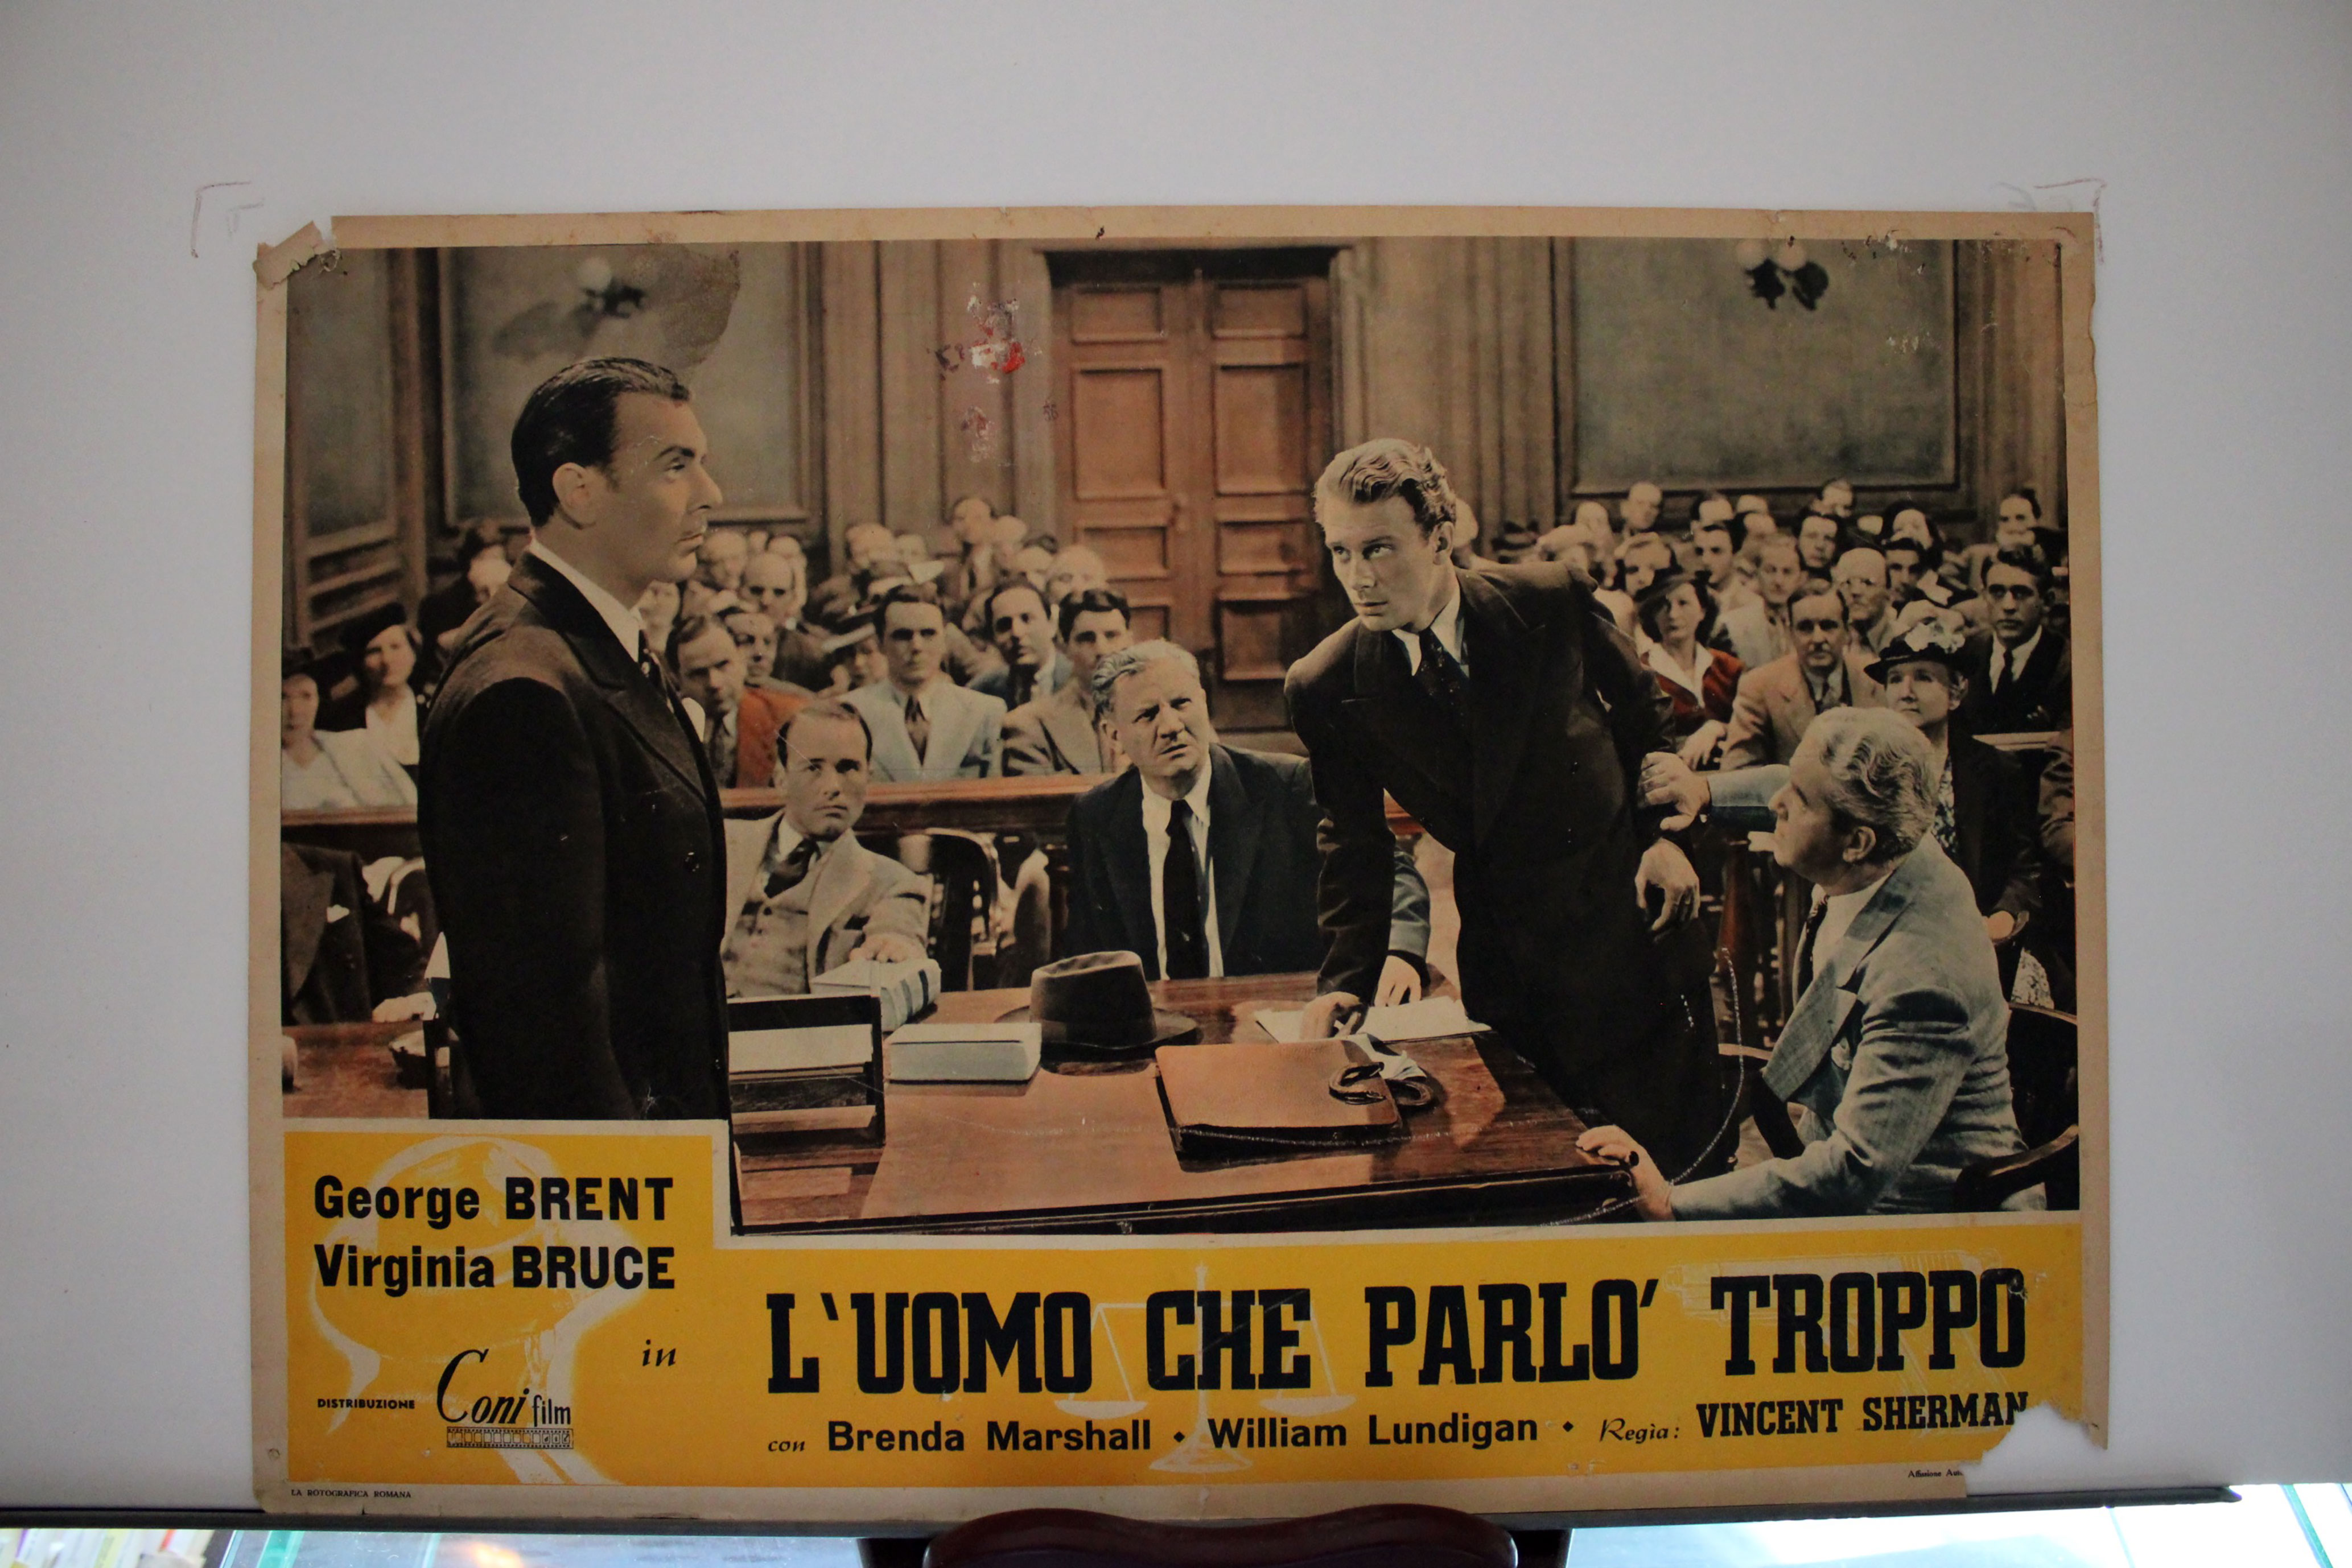 George BRENT
Virginia BRUCE
in
DISTRIBUZIONE Coni film
L'UOMO CHE PARLO' TROPPO
con Brenda Marshall • William Lundigan • Regia: VINCENT SHERMAN
LA ROTOGRAFICA ROMANA
Affissione